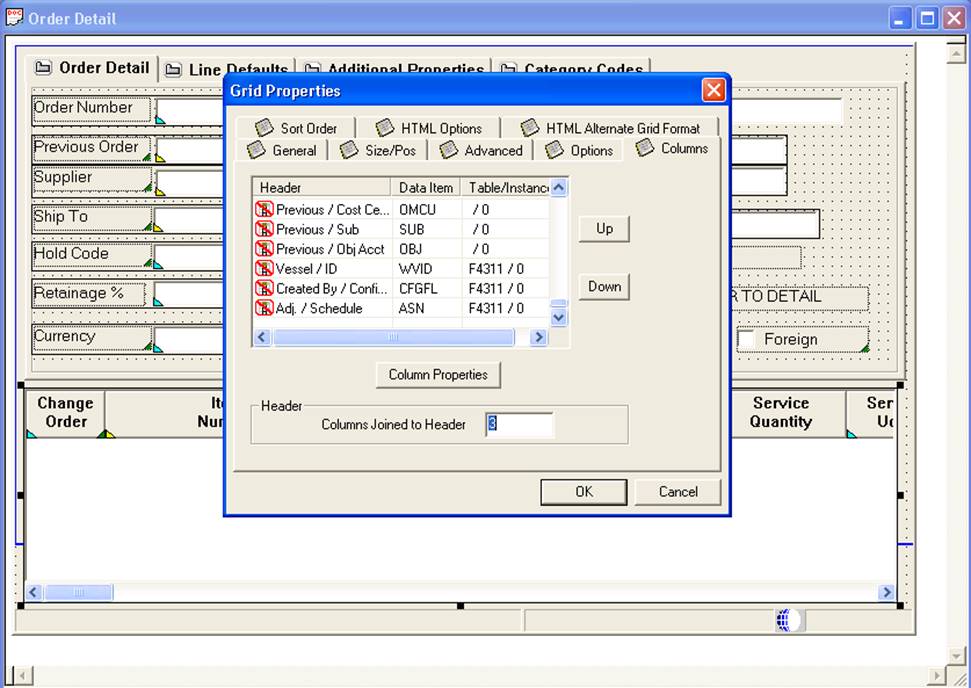 Order Detail
Order Detail Line Defaults Additional Properties Category Codes
Order Number
Previous Order
Supplier
Ship To
Hold Code
Retainage %
Currency
R TO DETAIL
Foreign
Grid Properties
Sort Order HTML Options HTML Alternate Grid Format
General Size/Pos Advanced Options Columns
Header Data Item Table/Instance
Previous / Cost Ce... OMCU / 0
Previous / Sub SUB / 0
Previous / Obj Acct OBJ / 0
Vessel / ID WVID F4311 / 0
Created By / Confi... CFGFL F4311 / 0
Adj. / Schedule ASN F4311 / 0
Up
Down
Column Properties
Header
Columns Joined to Header 3
OK Cancel
Change It Service Ser
Order Nur Quantity Uc